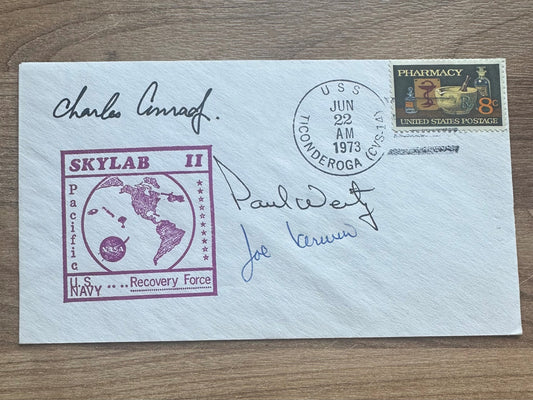 Charles Conrad Jr.
PHARMACY
8c
UNITED STATES POSTAGE
U S S
TICONDEROGA (CVS-14)
JUN
22
AM
1973
SKYLAB II
Pacific
NASA
U.S. NAVY .... Recovery Force
Paul Weitz
Joe Kerwin